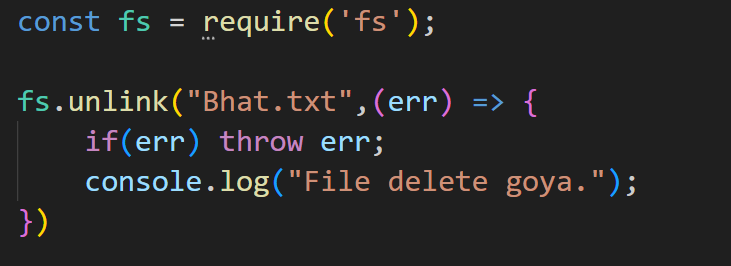 const fs = require('fs');
fs.unlink("Bhat.txt",(err) => {
if(err) throw err;
console.log("File delete goya.");
})